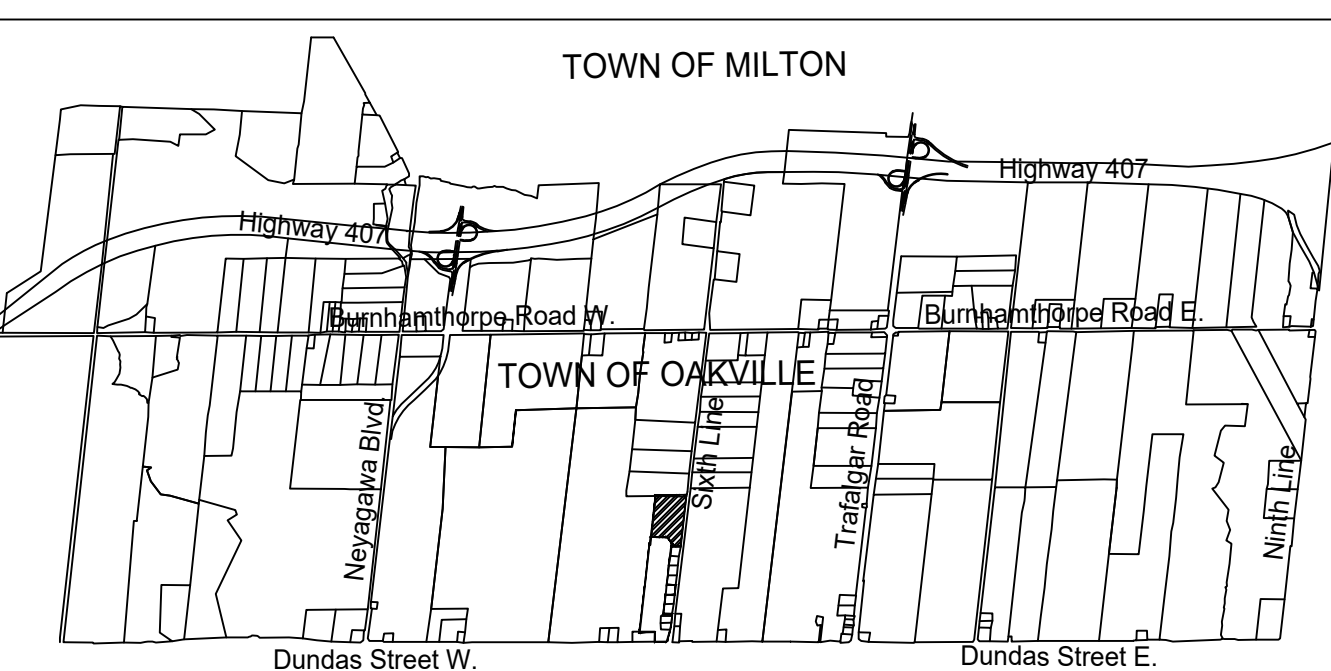 TOWN OF MILTON
Highway 407
Highway 407
Burnhamthorpe Road W.
Burnhamthorpe Road E.
TOWN OF OAKVILLE
Neyagawa Blvd.
Sixth Line
Trafalgar Road
Ninth Line
Dundas Street W.
Dundas Street E.